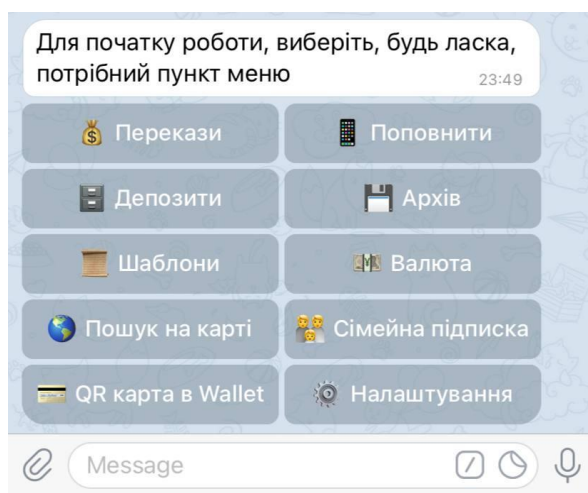 Для початку роботи, виберіть, будь ласка,
потрібний пункт меню
23:49
Перекази
Поповнити
Депозити
Архів
Шаблони
Валюта
Пошук на карті
Сімейна підписка
QR карта в Wallet
Налаштування
Message